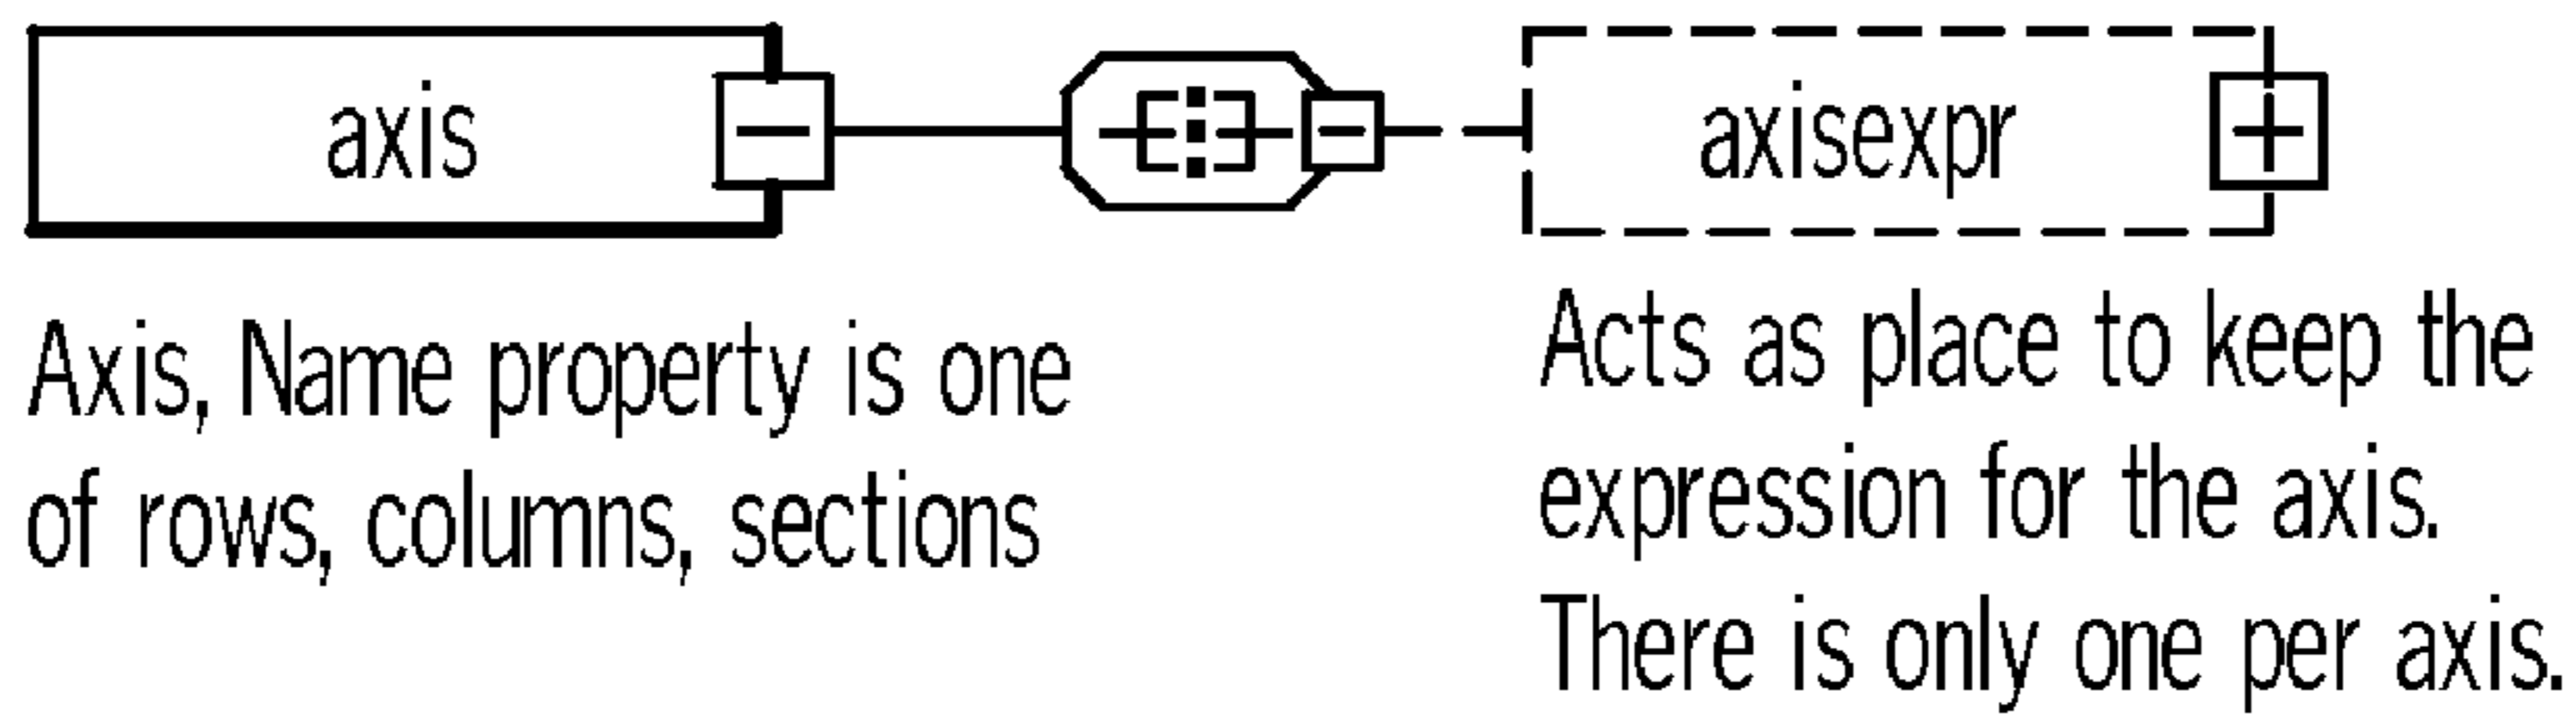 axis
axisexpr
Axis, Name property is one
of rows, columns, sections
Acts as place to keep the
expression for the axis.
There is only one per axis.